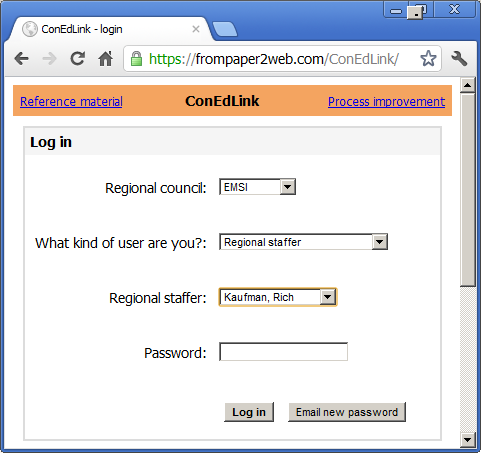 ConEdLink - login
https://frompaper2web.com/ConEdLink/
Reference material ConEdLink Process improvement
Log in
Regional council: EMSI
What kind of user are you?: Regional staffer
Regional staffer: Kaufman, Rich
Password:
Log in Email new password